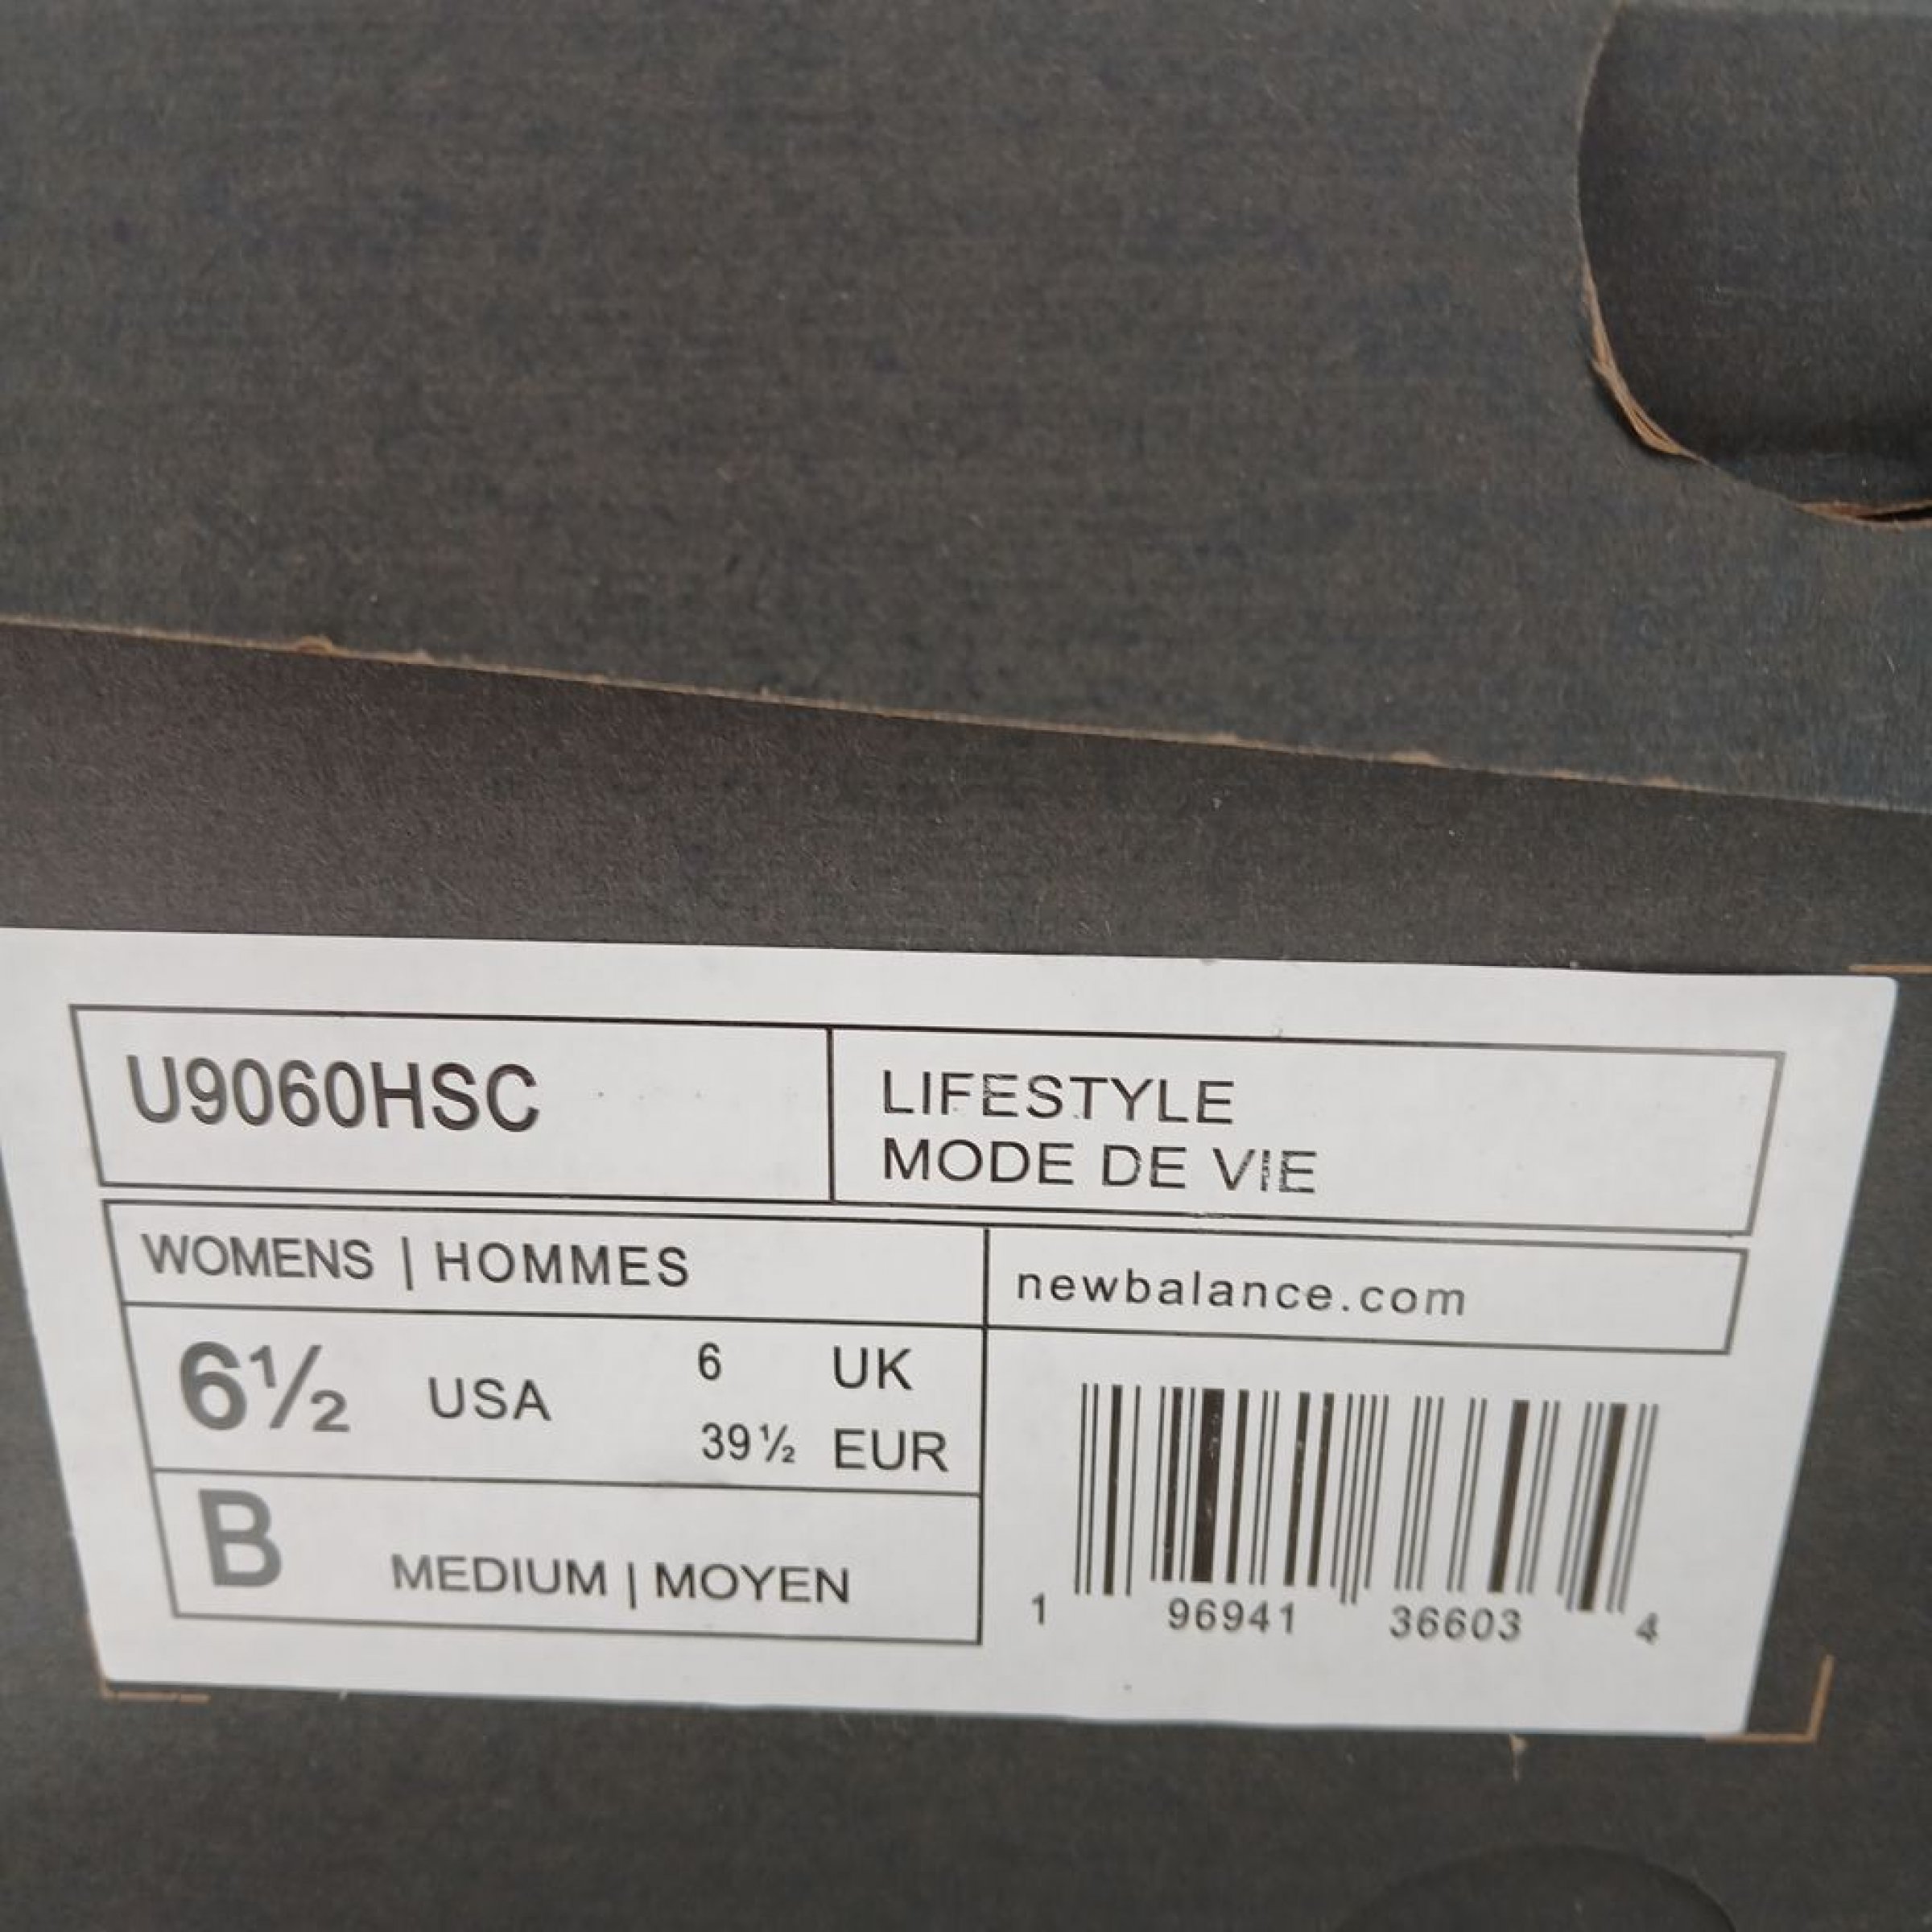 U9060HSC
LIFESTYLE
MODE DE VIE
WOMENS | HOMMES
newbalance.com
6½ USA
6 UK
39½ EUR
B MEDIUM | MOYEN
1 96941 36603 4